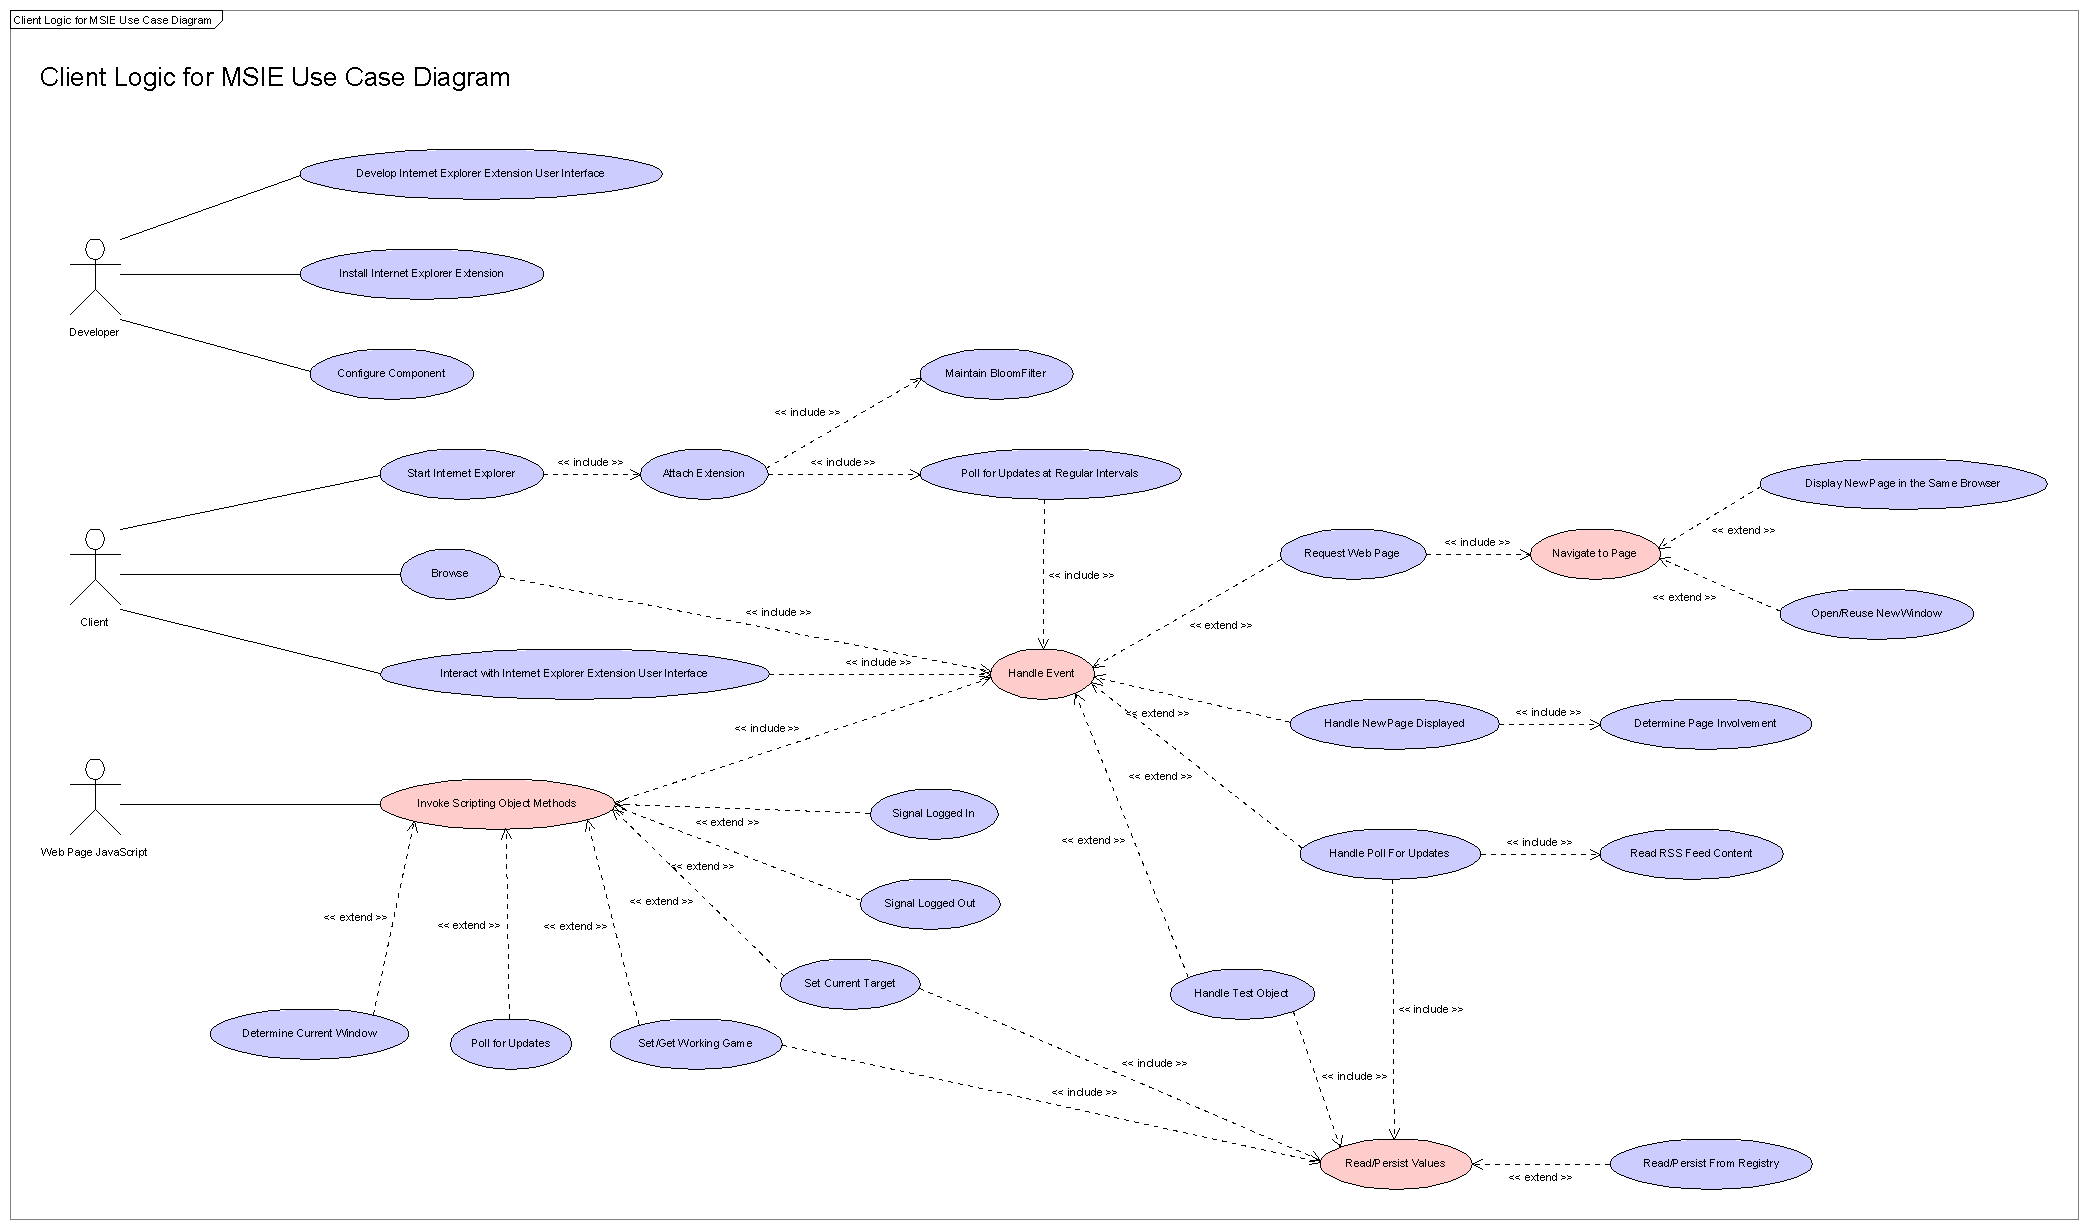 Client Logic for MSIE Use Case Diagram
Client Logic for MSIE Use Case Diagram
Develop Internet Explorer Extension User Interface
Install Internet Explorer Extension
Developer
Configure Component
Maintain BloomFilter
<< include >>
Start Internet Explorer
<< include >>
Attach Extension
<< include >>
Poll for Updates at Regular Intervals
Display New Page in the Same Browser
<< extend >>
Request Web Page
<< include >>
Navigate to Page
Browse
<< include >>
<< extend >>
Open/Reuse New Window
<< include >>
Client
<< extend >>
Interact with Internet Explorer Extension User Interface
<< include >>
Handle Event
<< extend >>
Handle New Page Displayed
<< include >>
Determine Page Involvement
<< include >>
<< extend >>
Invoke Scripting Object Methods
Signal Logged In
<< extend >>
<< extend >>
Web Page JavaScript
Handle Poll For Updates
<< include >>
Read RSS Feed Content
<< extend >>
<< extend >>
Signal Logged Out
<< extend >>
<< extend >>
<< extend >>
Set Current Target
Handle Test Object
<< include >>
Determine Current Window
Poll for Updates
Set/Get Working Game
<< include >>
<< include >>
<< include >>
Read/Persist Values
Read/Persist From Registry
<< extend >>